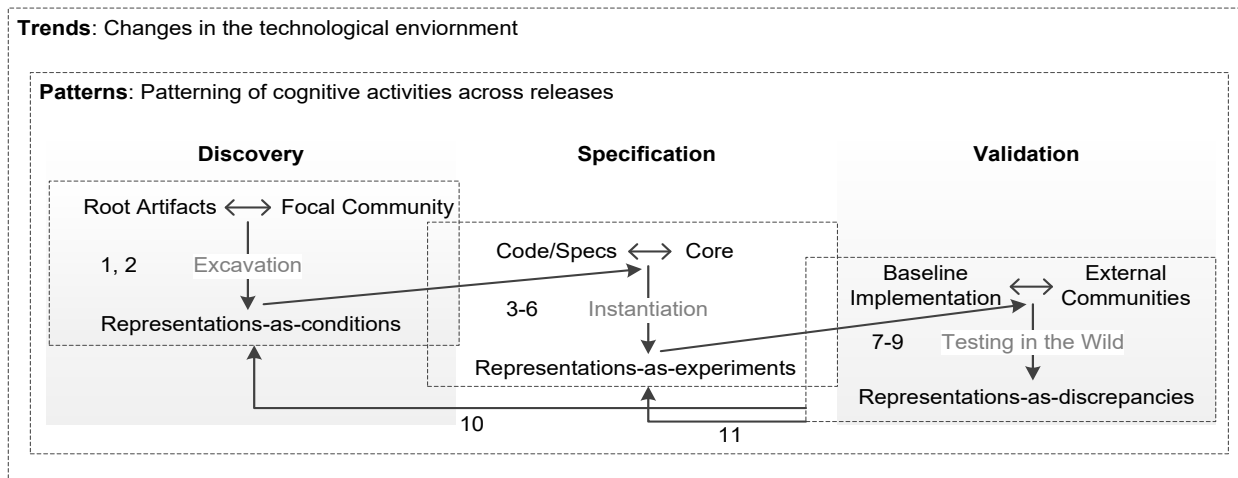 Trends: Changes in the technological enviornment
Patterns: Patterning of cognitive activities across releases
Discovery
Specification
Validation
Root Artifacts
Focal Community
1, 2
Excavation
Representations-as-conditions
Code/Specs
Core
3-6
Instantiation
Representations-as-experiments
Baseline
Implementation
External
Communities
7-9
Testing in the Wild
Representations-as-discrepancies
10
11